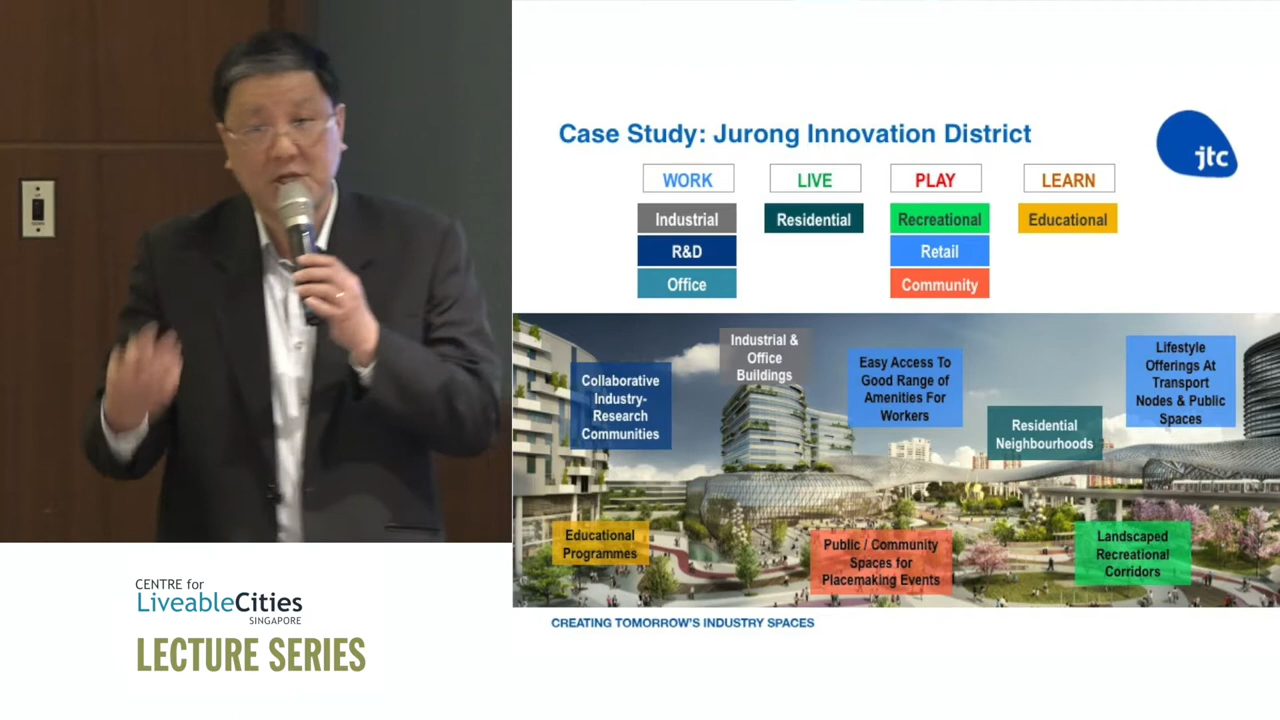 Case Study: Jurong Innovation District
jtc
WORK
LIVE
PLAY
LEARN
Industrial
Residential
Recreational
Educational
R&D
Retail
Office
Community
Industrial &
Office
Buildings
Collaborative
Industry-
Research
Communities
Easy Access To
Good Range of
Amenities For
Workers
Residential
Neighbourhoods
Lifestyle
Offerings At
Transport
Nodes & Public
Spaces
Educational
Programmes
Public / Community
Spaces for
Placemaking Events
Landscaped
Recreational
Corridors
CREATING TOMORROW'S INDUSTRY SPACES
CENTRE for
LiveableCities
SINGAPORE
LECTURE SERIES